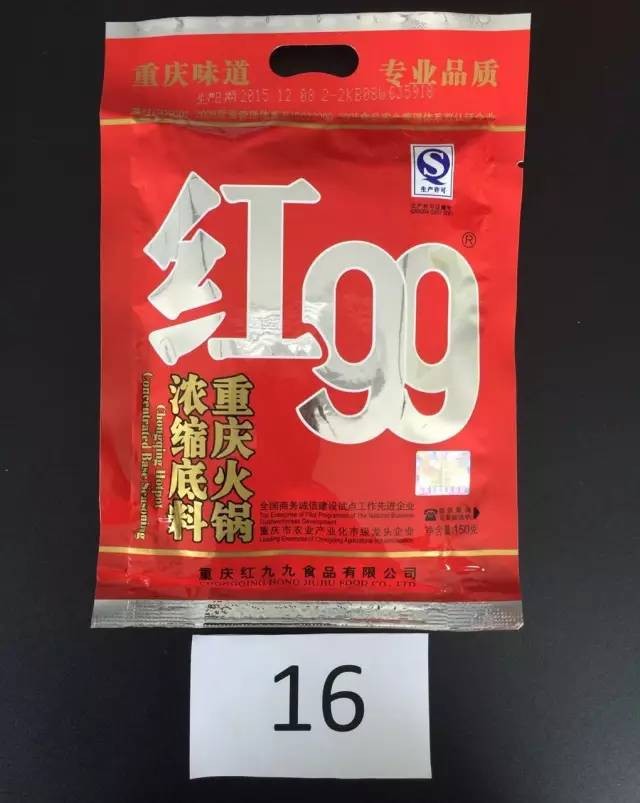 重庆味道 专业品质
生产日期 2015 12 08 2-2KB08
红99
®
生产许可
重庆火锅
浓缩底料
Chongqing Hotpot
Concentrated Base Seasoning
全国商务诚信建设试点工作先进企业
重庆市农业产业化市级龙头企业
净含量:150克
重庆红九九食品有限公司
CHONGQING HONG JIUJIU FOOD CO., LTD
16